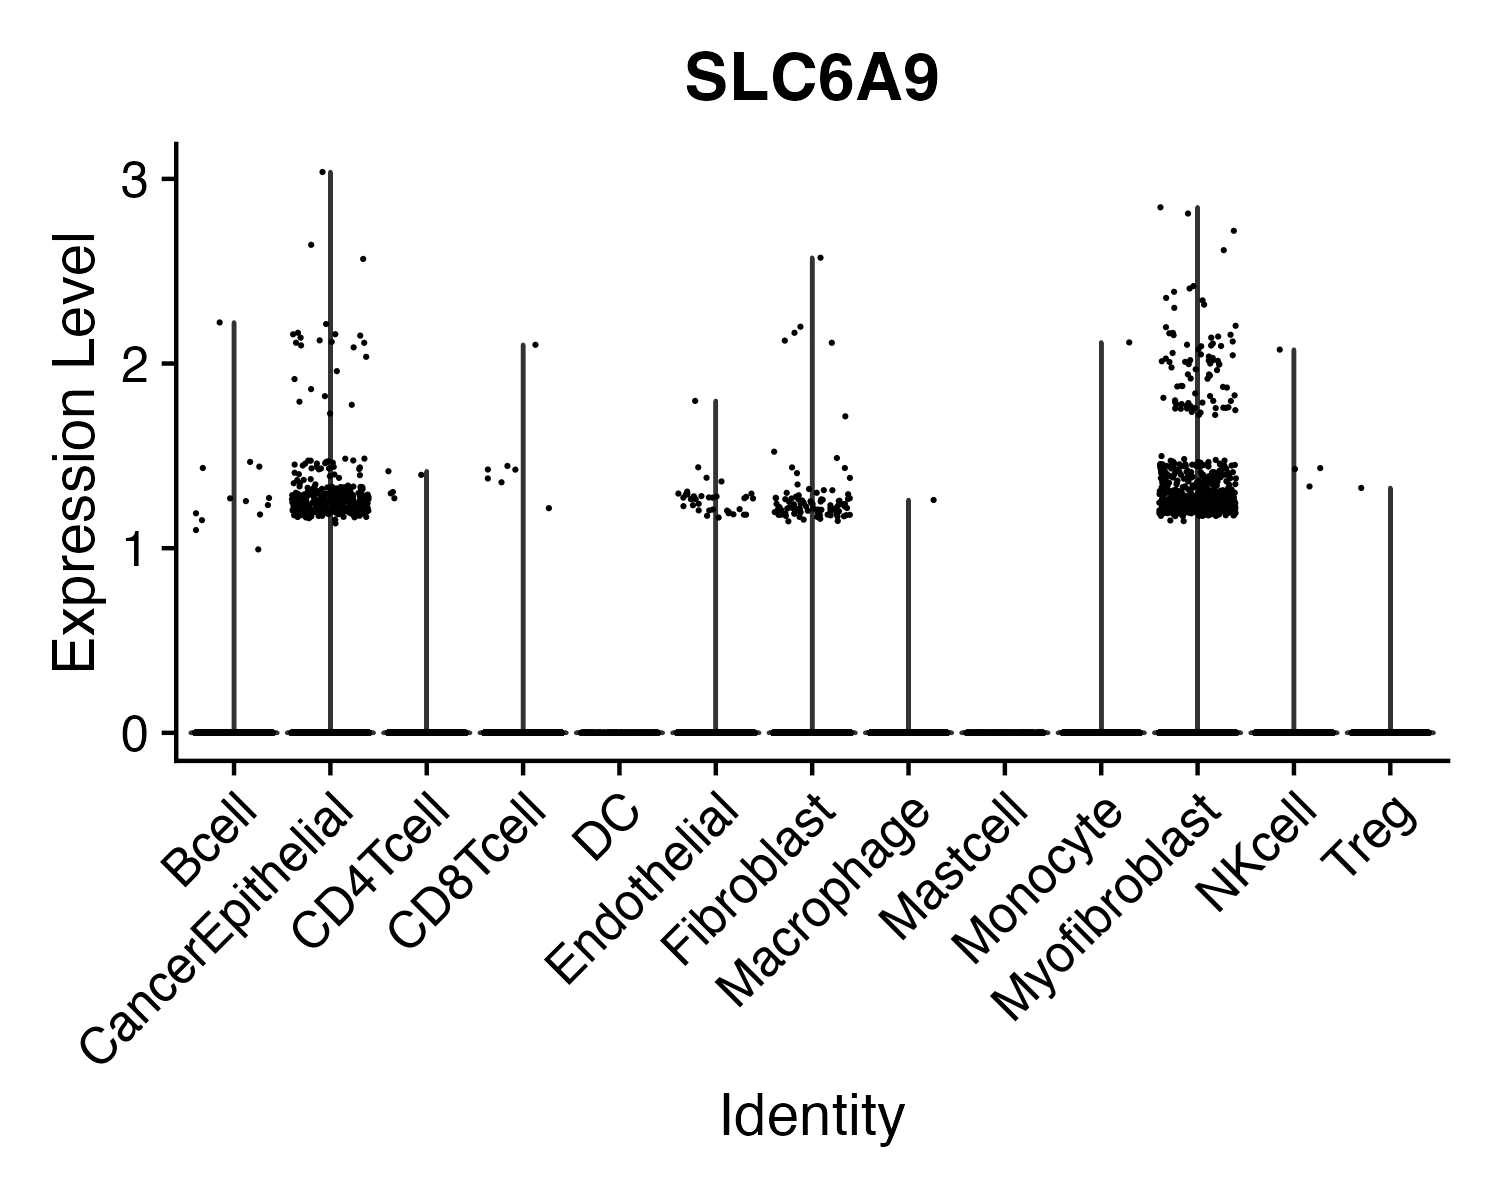 SLC6A9
Expression Level
3
2
1
0
Bcell
CancerEpithelial
CD4Tcell
CD8Tcell
DC
Endothelial
Fibroblast
Macrophage
Mastcell
Monocyte
Myofibroblast
NKcell
Treg
Identity